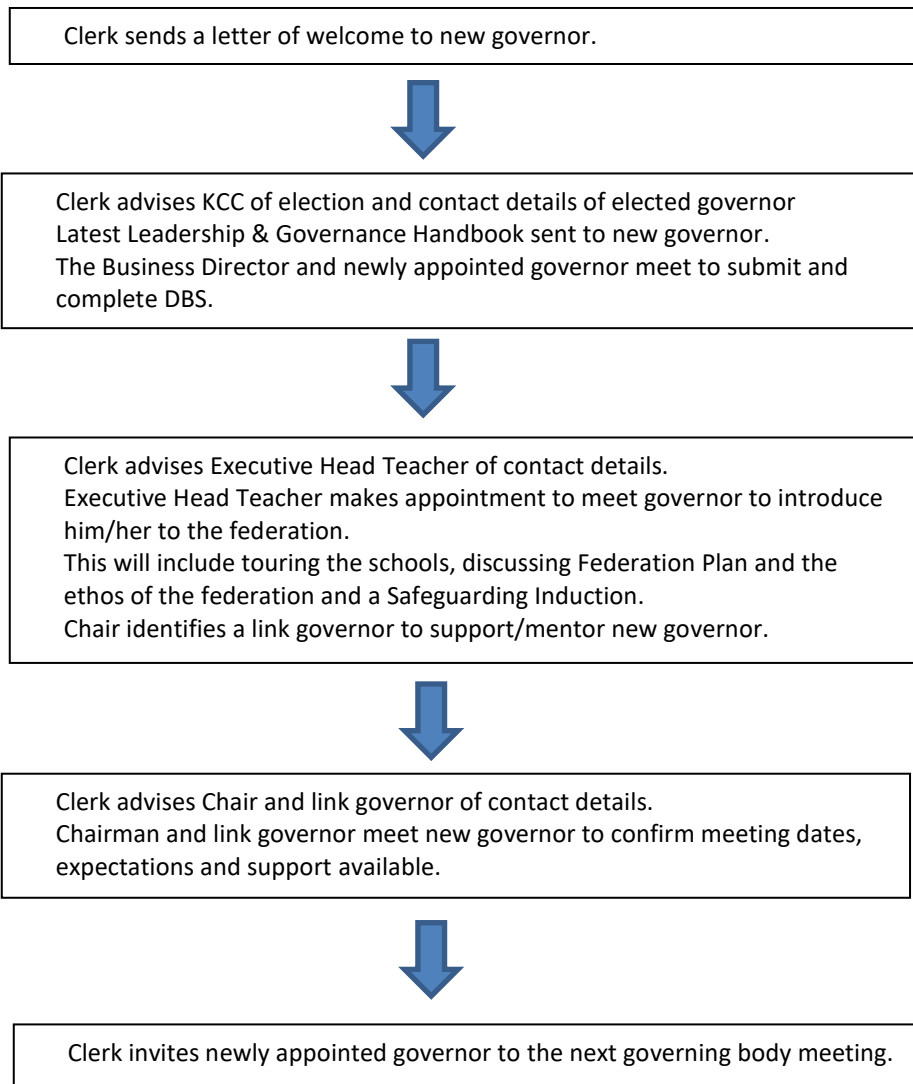 Clerk sends a letter of welcome to new governor.
Clerk advises KCC of election and contact details of elected governor
Latest Leadership & Governance Handbook sent to new governor.
The Business Director and newly appointed governor meet to submit and
complete DBS.
Clerk advises Executive Head Teacher of contact details.
Executive Head Teacher makes appointment to meet governor to introduce
him/her to the federation.
This will include touring the schools, discussing Federation Plan and the
ethos of the federation and a Safeguarding Induction.
Chair identifies a link governor to support/mentor new governor.
Clerk advises Chair and link governor of contact details.
Chairman and link governor meet new governor to confirm meeting dates,
expectations and support available.
Clerk invites newly appointed governor to the next governing body meeting.